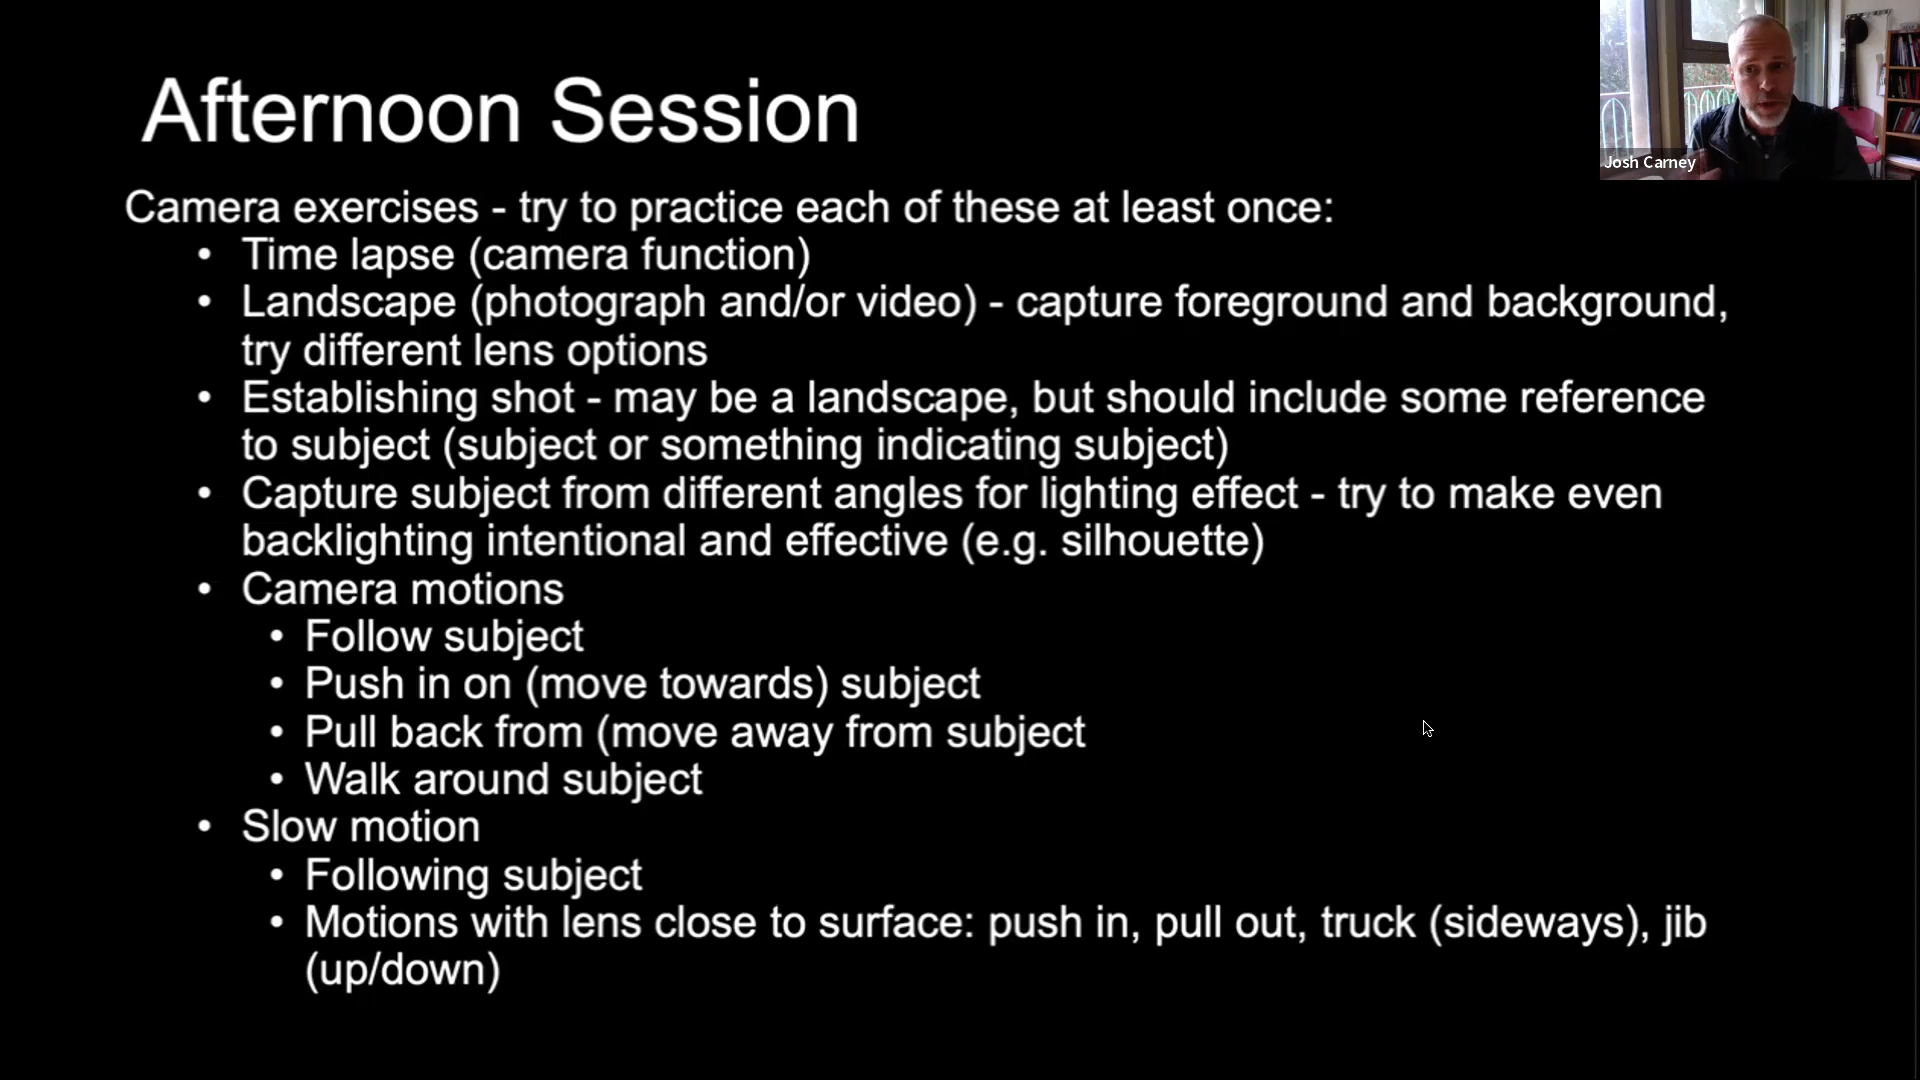 Afternoon Session
Josh Carney
Camera exercises - try to practice each of these at least once:
• Time lapse (camera function)
• Landscape (photograph and/or video) - capture foreground and background,
try different lens options
• Establishing shot - may be a landscape, but should include some reference
to subject (subject or something indicating subject)
• Capture subject from different angles for lighting effect - try to make even
backlighting intentional and effective (e.g. silhouette)
• Camera motions
• Follow subject
• Push in on (move towards) subject
• Pull back from (move away from subject
• Walk around subject
• Slow motion
• Following subject
• Motions with lens close to surface: push in, pull out, truck (sideways), jib
(up/down)